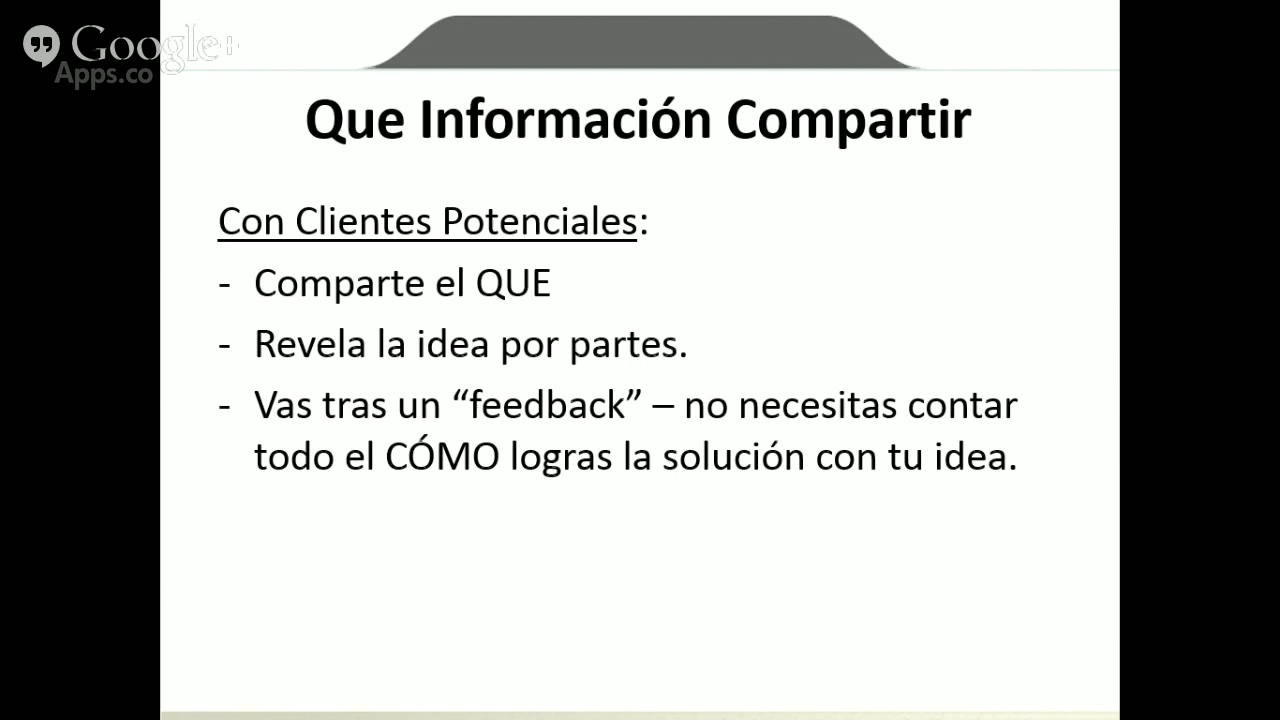 Google+
Apps.co
Que Información Compartir
Con Clientes Potenciales:
- Comparte el QUE
- Revela la idea por partes.
- Vas tras un “feedback” – no necesitas contar
todo el CÓMO logras la solución con tu idea.